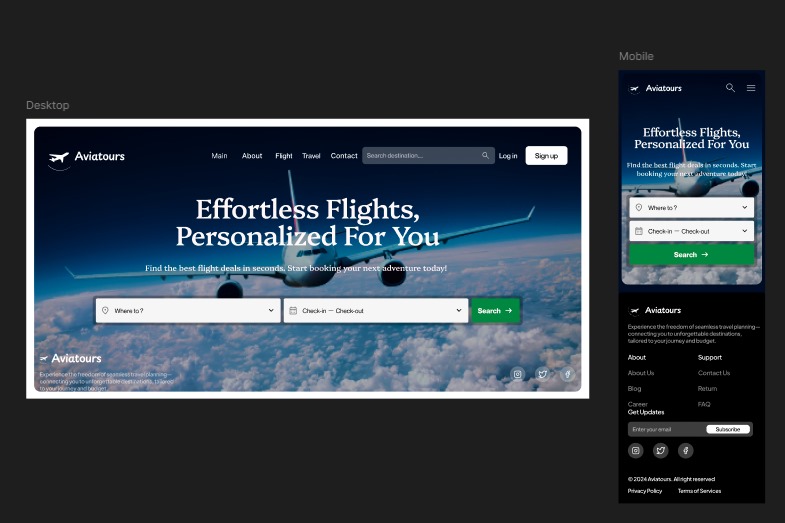 Desktop
Aviatours
Main About Flight Travel Contact Search destination... Log in Sign up
Effortless Flights,
Personalized For You
Find the best flight deals in seconds. Start booking your next adventure today!
Where to ? Check-in — Check-out Search
Aviatours
Experience the freedom of seamless travel planning—
connecting you to unforgettable destinations, tailored
to your journey and budget.
Mobile
Aviatours
Effortless Flights,
Personalized For You
Find the best flight deals in seconds. Start
booking your next adventure today!
Where to ?
Check-in — Check-out
Search
Aviatours
Experience the freedom of seamless travel planning—
connecting you to unforgettable destinations,
tailored to your journey and budget.
About Support
About Us Contact Us
Blog Return
Career FAQ
Get Updates
Enter your email Subscribe
© 2024 Aviatours. All right reserved
Privacy Policy Terms of Services